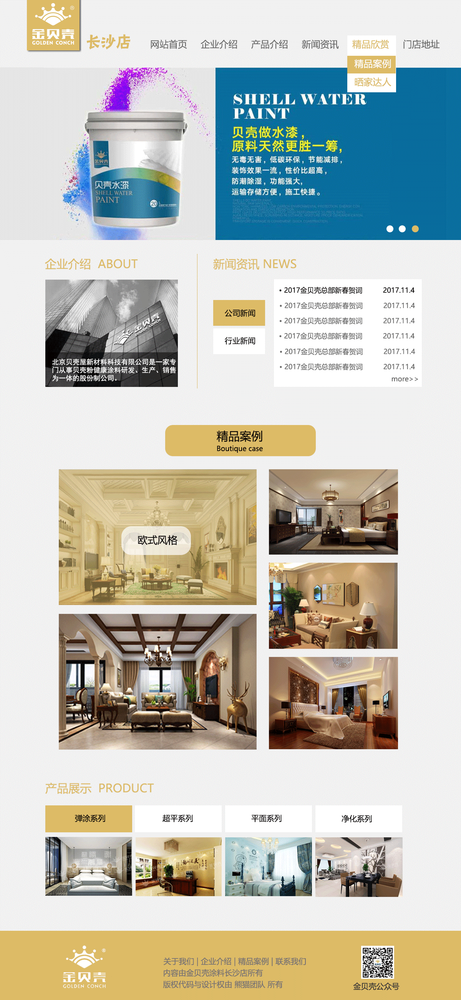 ®
金贝壳
GOLDEN CONCH
长沙店
网站首页 企业介绍 产品介绍 新闻资讯 精品欣赏 门店地址
精品案例
晒家达人
SHELL WATER
PAINT
贝壳做水漆，
原料天然更胜一筹，
无毒无害，低碳环保，节能减排，
装饰效果一流，性价比超高，
防潮除湿，功能强大，
运输存储方便，施工快捷。
SHELLS DO WATER PAINT
NATURAL RAW MATERIALS
TRANSPORT STORAGE IS CONVENIENT, QUICK CONSTRUCTION.
金贝壳
贝壳水漆
SHELL WATER
PAINT
20L
企业介绍 ABOUT
金贝壳
GOLDEN CONCH
北京贝壳屋新材料科技有限公司是一家专
门从事贝壳粉健康涂料研发、生产、销售
为一体的股份制公司。
新闻资讯 NEWS
公司新闻
行业新闻
• 2017金贝壳总部新春贺词 2017.11.4
• 2017金贝壳总部新春贺词 2017.11.4
• 2017金贝壳总部新春贺词 2017.11.4
• 2017金贝壳总部新春贺词 2017.11.4
• 2017金贝壳总部新春贺词 2017.11.4
• 2017金贝壳总部新春贺词 2017.11.4
more>>
精品案例
Boutique case
欧式风格
产品展示 PRODUCT
弹涂系列 超平系列 平面系列 净化系列
®
金贝壳
GOLDEN CONCH
关于我们 | 企业介绍 | 精品案例 | 联系我们
内容由金贝壳涂料长沙店所有
版权代码与设计权由 熊猫团队 所有
金贝壳公众号